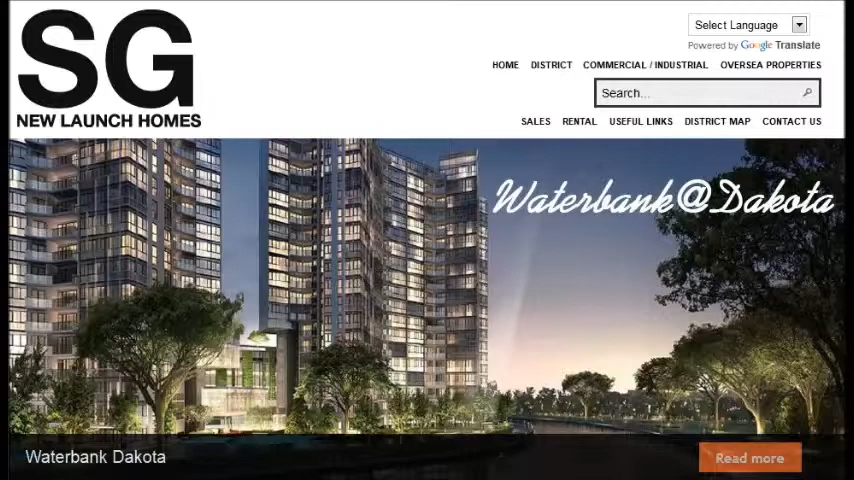 SG
NEW LAUNCH HOMES
Select Language
Powered by Google Translate
HOME DISTRICT COMMERCIAL / INDUSTRIAL OVERSEA PROPERTIES
Search...
SALES RENTAL USEFUL LINKS DISTRICT MAP CONTACT US
Waterbank@Dakota
Waterbank Dakota
Read more